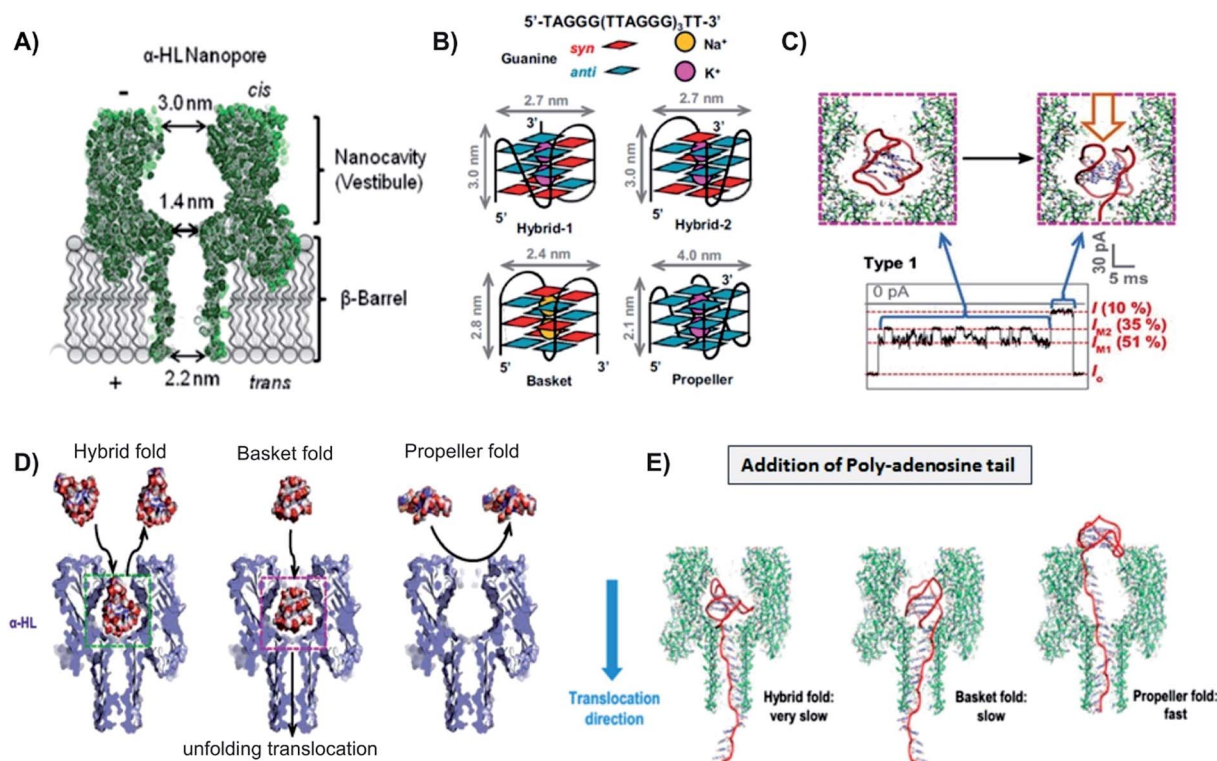 A)
α-HL Nanopore
-
cis
3.0 nm
Nanocavity
(Vestibule)
1.4 nm
β-Barrel
+
2.2 nm
trans
B)
5'-TAGGG(TTAGGG)3TT-3'
Guanine
syn
anti
Na+
K+
2.7 nm
3.0 nm
3'
5'
Hybrid-1
2.7 nm
3.0 nm
3'
5'
Hybrid-2
2.4 nm
2.8 nm
5'
3'
Basket
4.0 nm
2.1 nm
3'
5'
Propeller
C)
Type 1
30 pA
5 ms
0 pA
I (10 %)
IM2 (35 %)
IM1 (51 %)
Io
D)
Hybrid fold
Basket fold
Propeller fold
α-HL
unfolding translocation
E)
Addition of Poly-adenosine tail
Translocation
direction
Hybrid fold:
very slow
Basket fold:
slow
Propeller fold:
fast